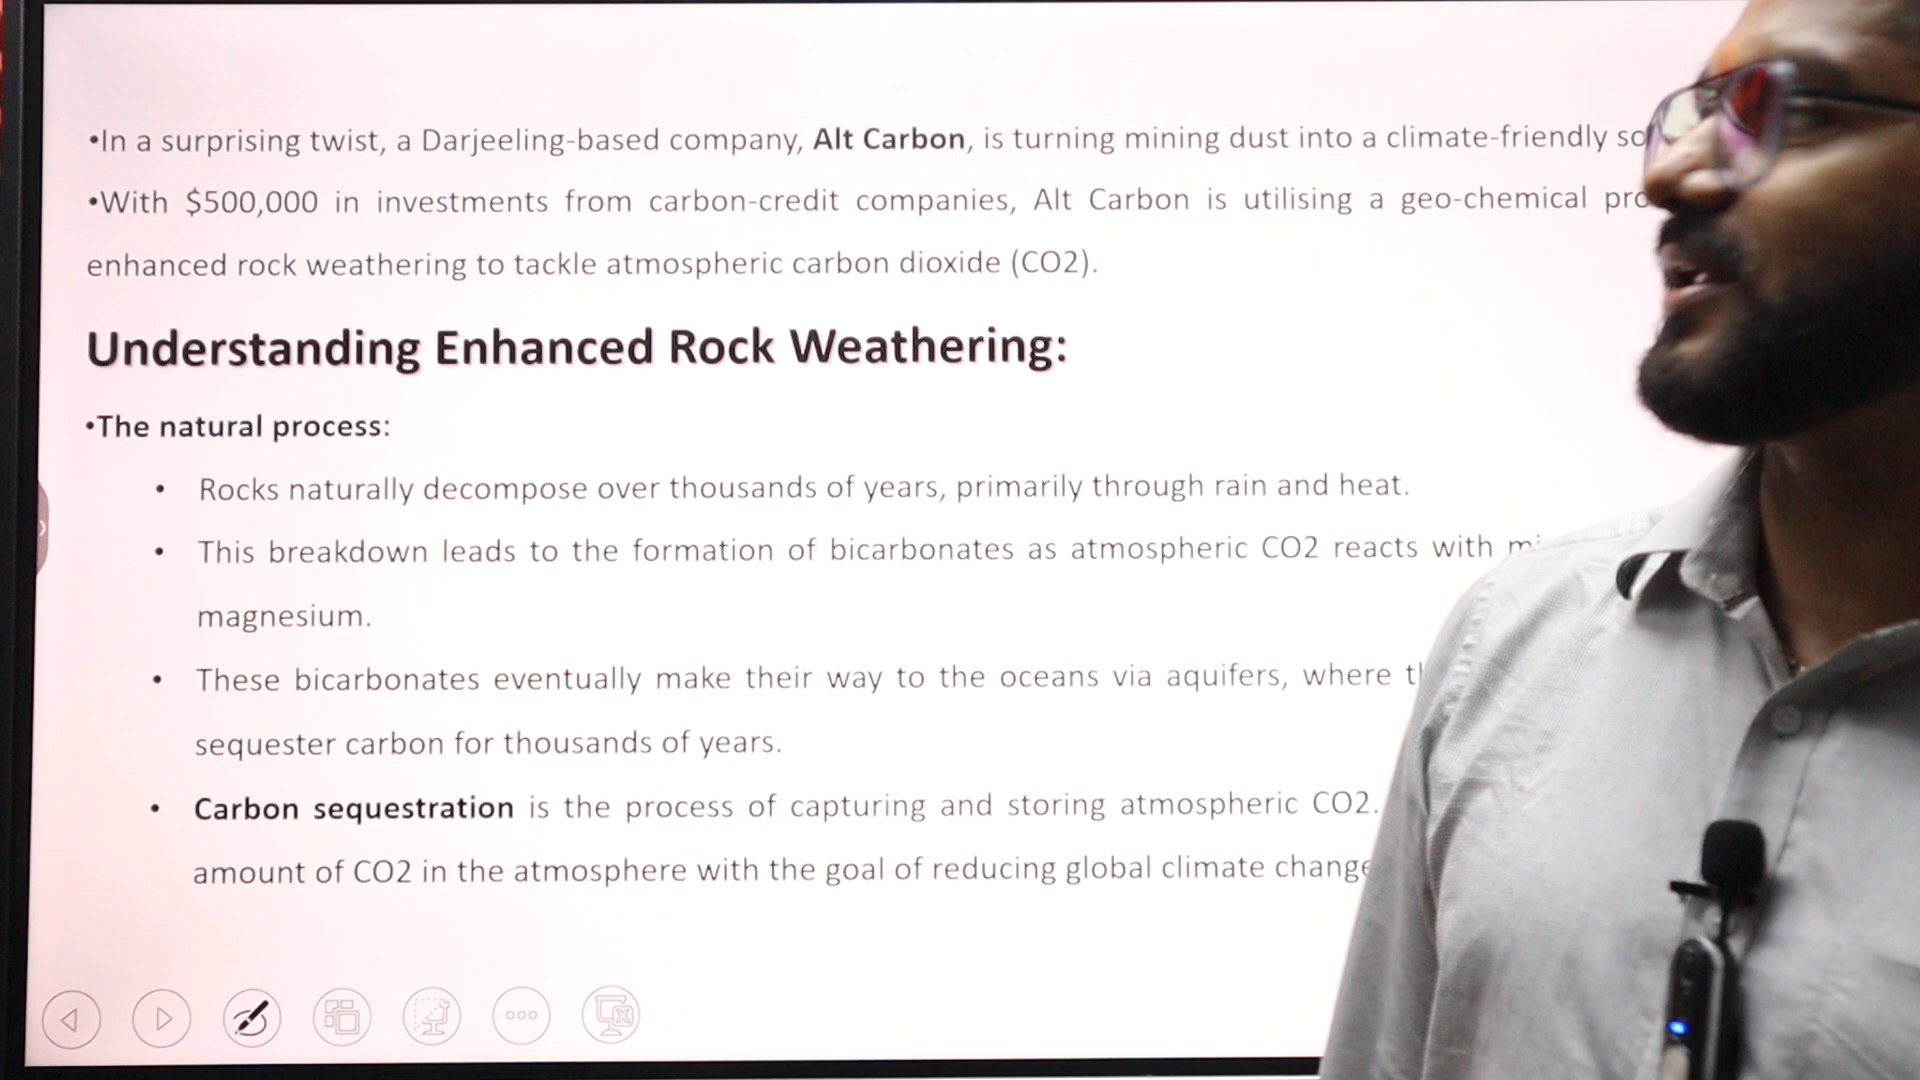 •In a surprising twist, a Darjeeling-based company, Alt Carbon, is turning mining dust into a climate-friendly
•With $500,000 in investments from carbon-credit companies, Alt Carbon is utilising a geo-chemical
enhanced rock weathering to tackle atmospheric carbon dioxide (CO2).
Understanding Enhanced Rock Weathering:
•The natural process:
• Rocks naturally decompose over thousands of years, primarily through rain and heat.
• This breakdown leads to the formation of bicarbonates as atmospheric CO2 reacts with
magnesium.
• These bicarbonates eventually make their way to the oceans via aquifers, where
sequester carbon for thousands of years.
• Carbon sequestration is the process of capturing and storing atmospheric CO2.
amount of CO2 in the atmosphere with the goal of reducing global climate change